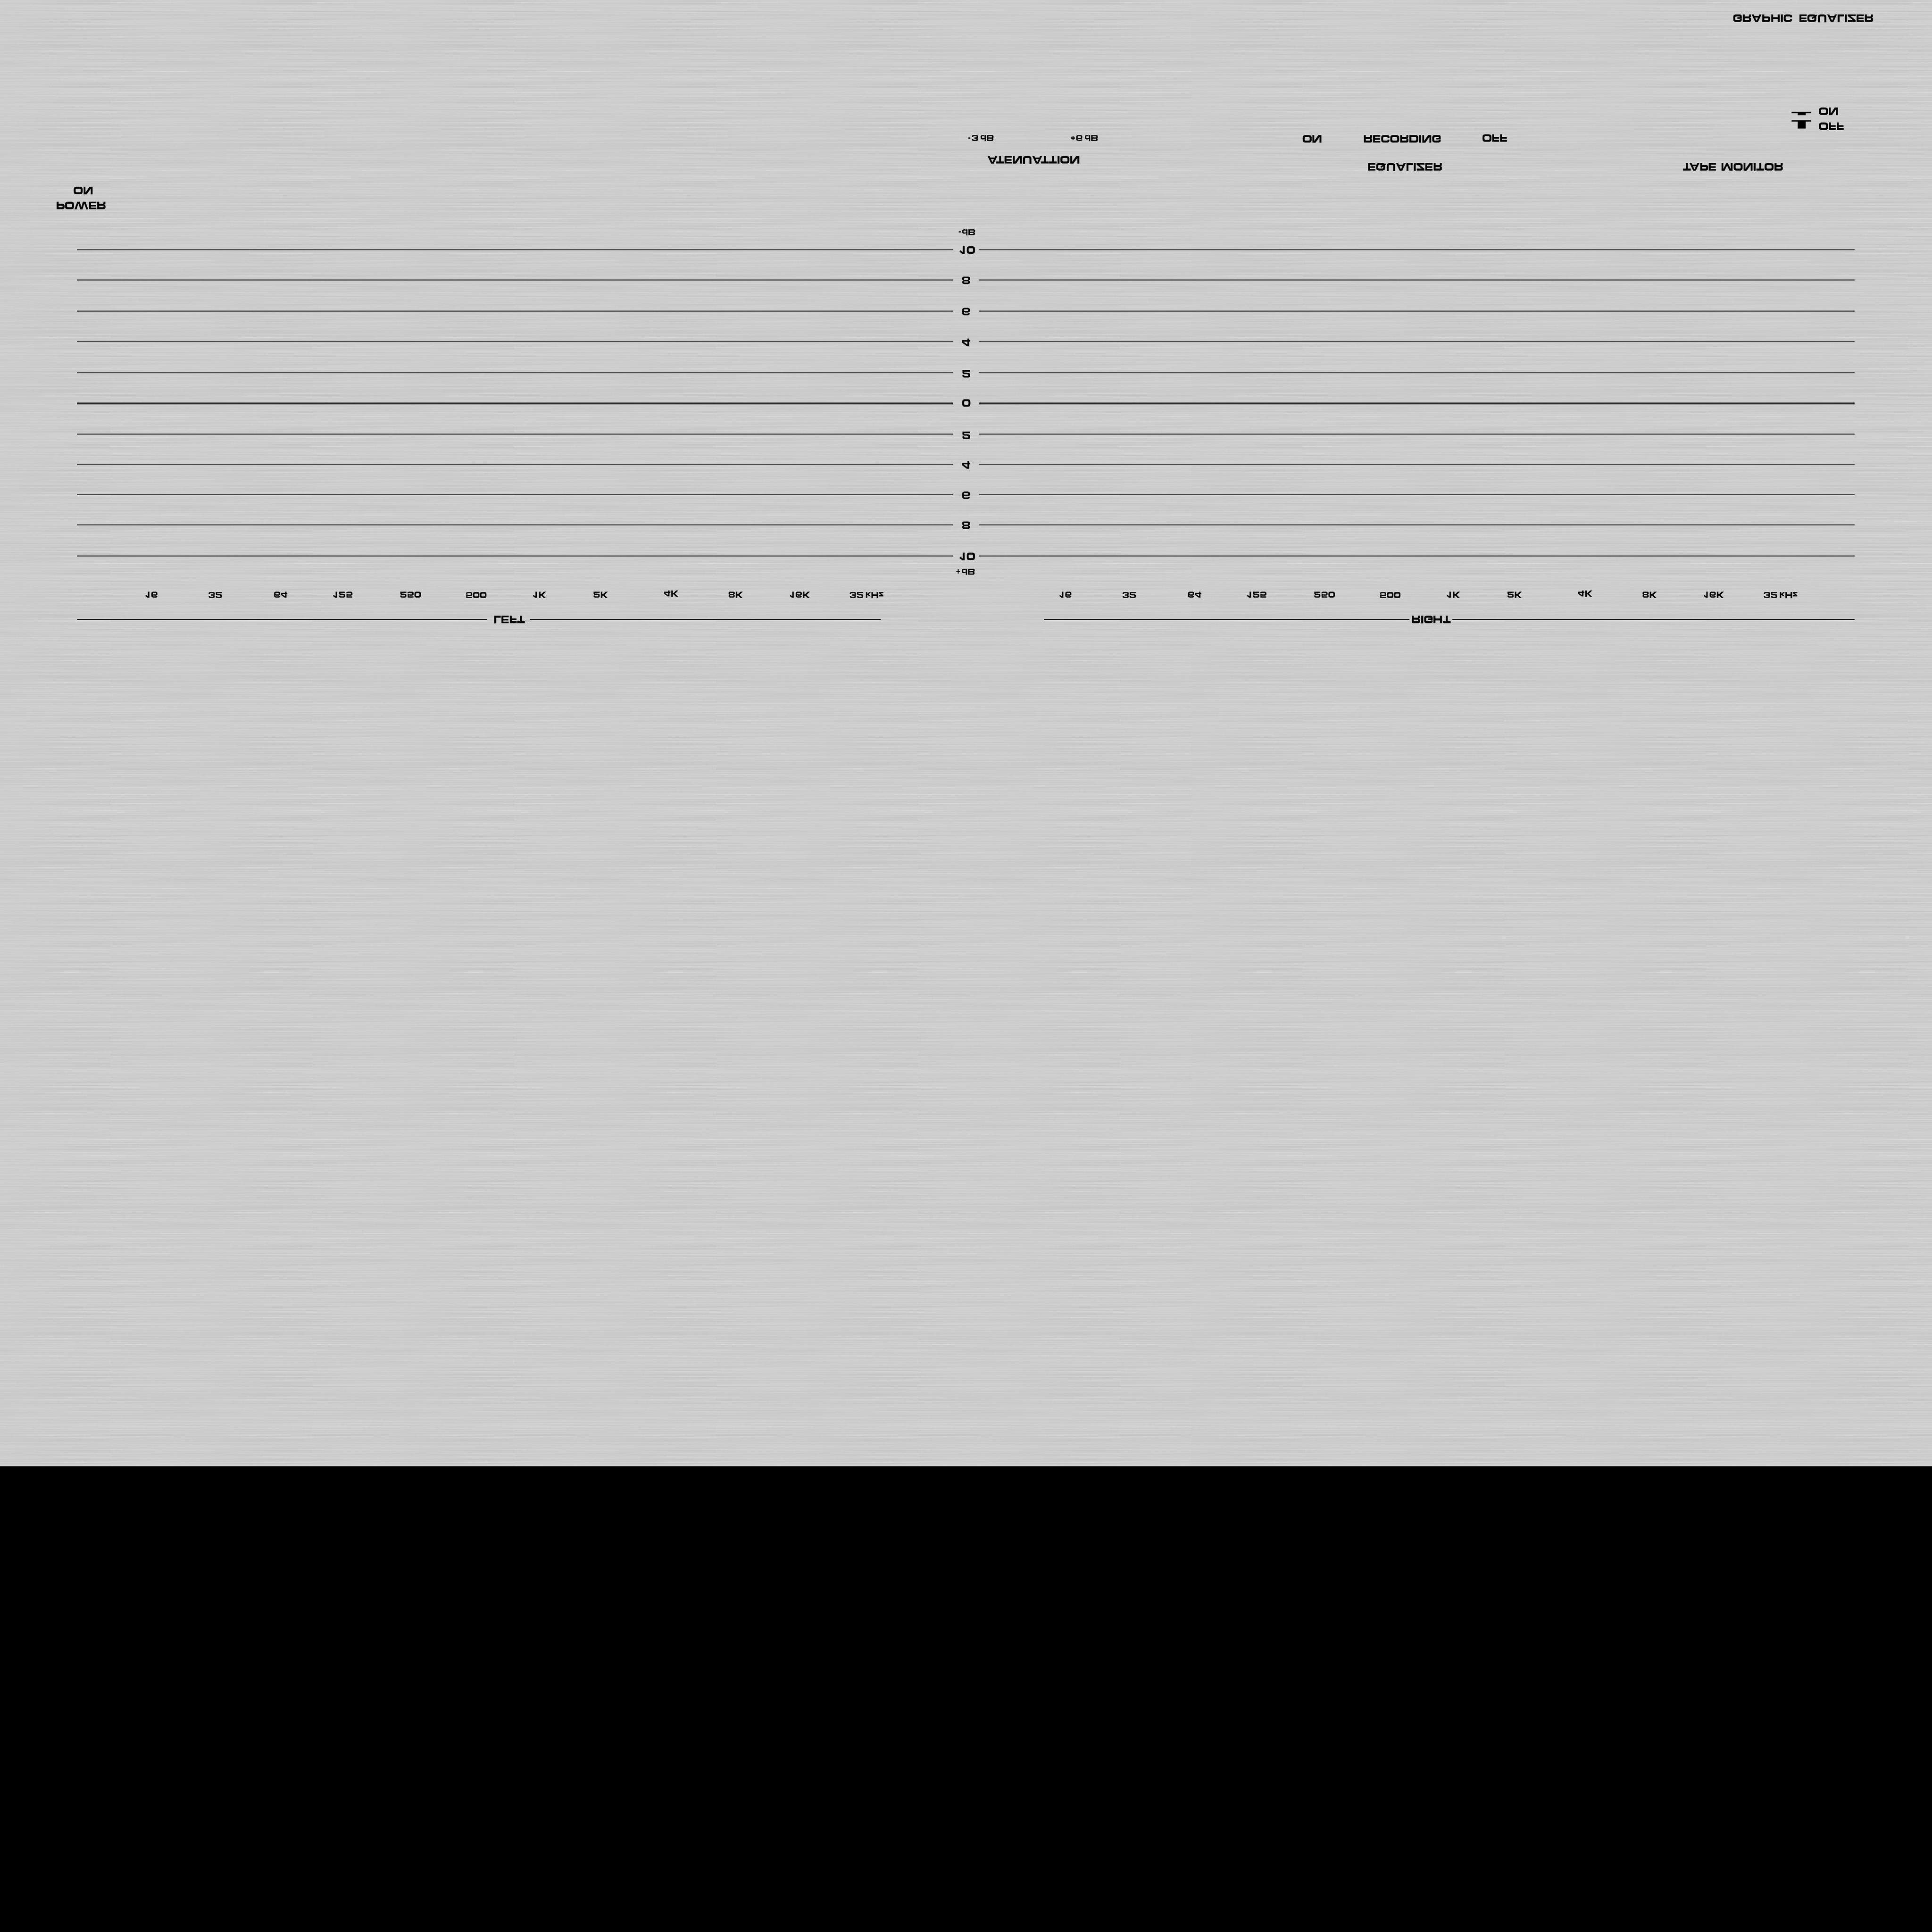 LEFT RIGHT
16 32 64 125 250 500 1K 2K 4K 8K 16K 32 KHz 16 32 64 125 250 500 1K 2K 4K 8K 16K 32 KHz
+dB
10
8
6
4
2
0
2
4
6
8
10
-dB
POWER
ON
TAPE MONITOR
EQUALIZER
ATENUATTION
-3 dB +6 dB ON RECORDING OFF
OFF
ON
GRAPHIC EQUALIZER